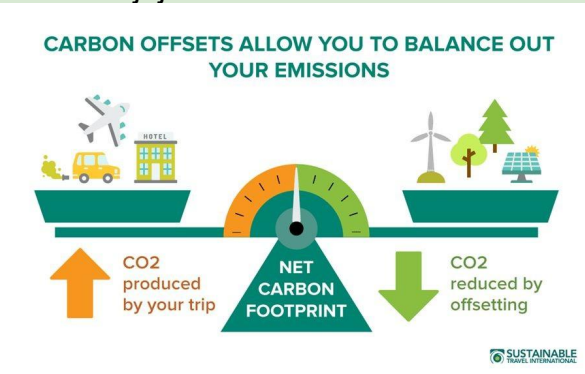 CARBON OFFSETS ALLOW YOU TO BALANCE OUT
YOUR EMISSIONS
HOTEL
CO2
produced
by your trip
NET
CARBON
FOOTPRINT
CO2
reduced by
offsetting
SUSTAINABLE
TRAVEL INTERNATIONAL